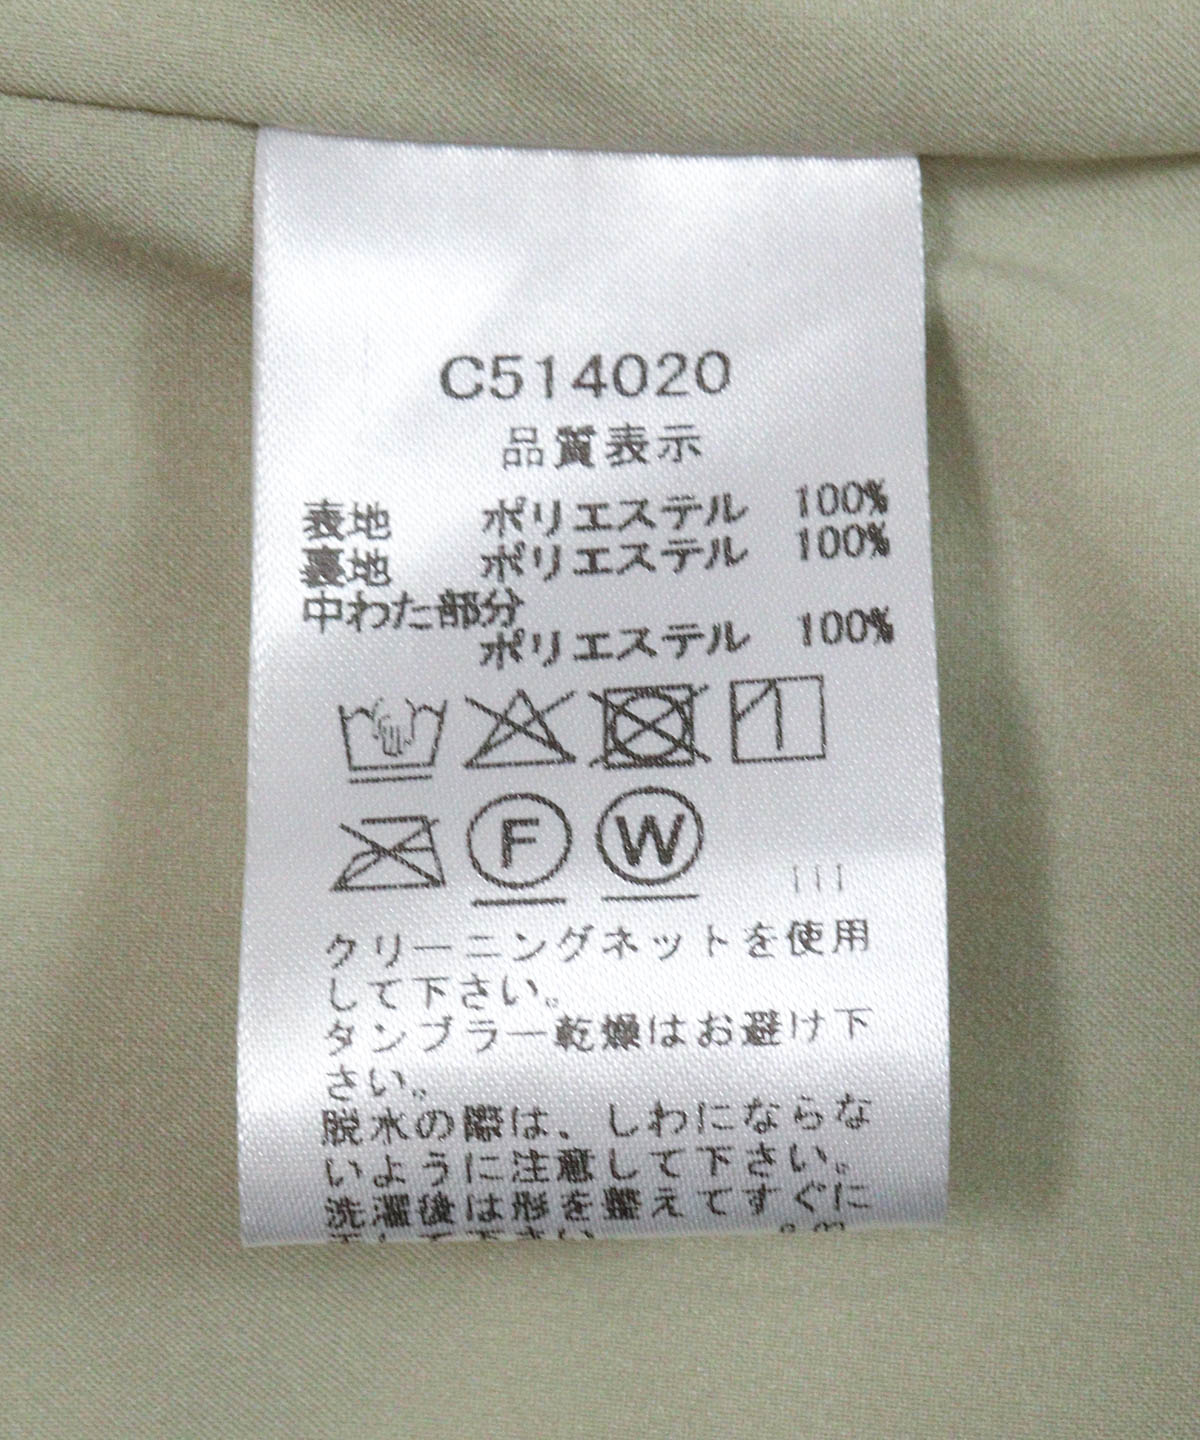 C514020
品質表示
表地 ポリエステル 100%
裏地 ポリエステル 100%
中わた部分
ポリエステル 100%
F W
クリーニングネットを使用
して下さい。
タンブラー乾燥はお避け下
さい。
脱水の際は、しわにならな
いように注意して下さい。
洗濯後は形を整えてすぐに